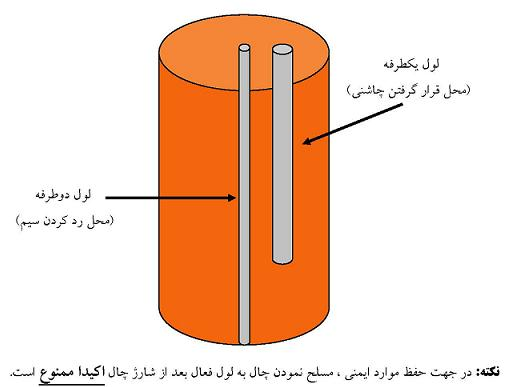 لول یکطرفه
(محل قرار گرفتن چاشنی)
لول دوطرفه
(محل رد کردن سیم)
نکته: در جهت حفظ موارد ایمنی ، مسلح نمودن چال به لول فعال بعد از شارژ چال اکیدا ممنوع است.